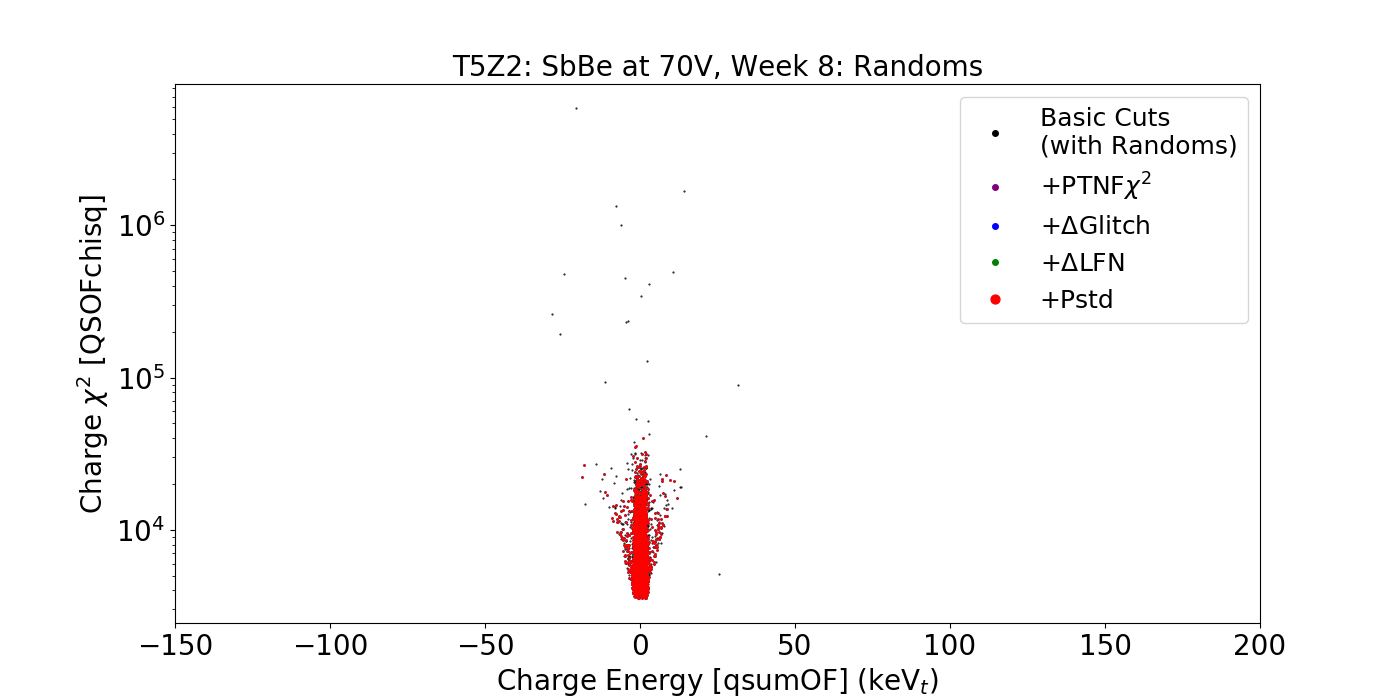 T5Z2: SbBe at 70V, Week 8: Randoms
Charge χ² [QSOFchisq]
10⁶
10⁵
10⁴
Basic Cuts
(with Randoms)
+PTNFχ²
+ΔGlitch
+ΔLFN
+Pstd
−150 −100 −50 0 50 100 150 200
Charge Energy [qsumOF] (keVₜ)